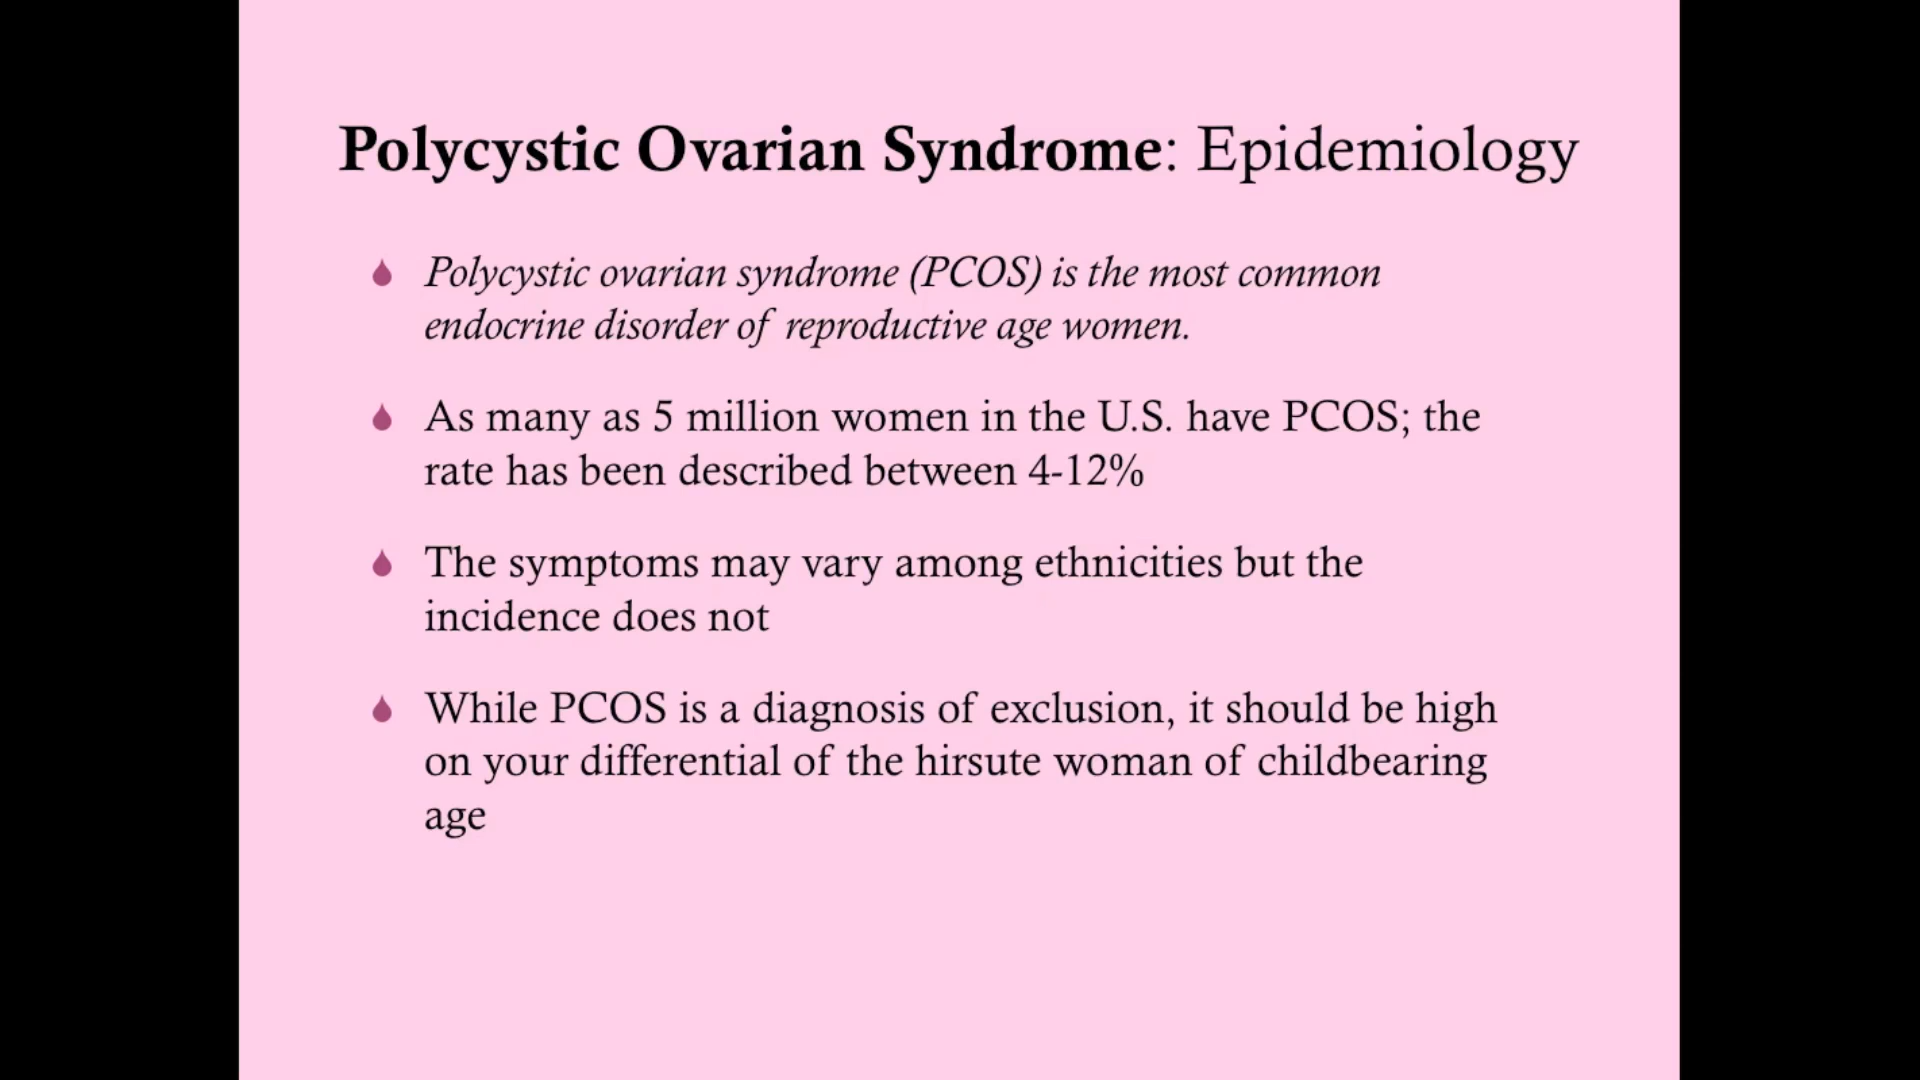 Polycystic Ovarian Syndrome: Epidemiology
Polycystic ovarian syndrome (PCOS) is the most common
endocrine disorder of reproductive age women.
As many as 5 million women in the U.S. have PCOS; the
rate has been described between 4-12%
The symptoms may vary among ethnicities but the
incidence does not
While PCOS is a diagnosis of exclusion, it should be high
on your differential of the hirsute woman of childbearing
age